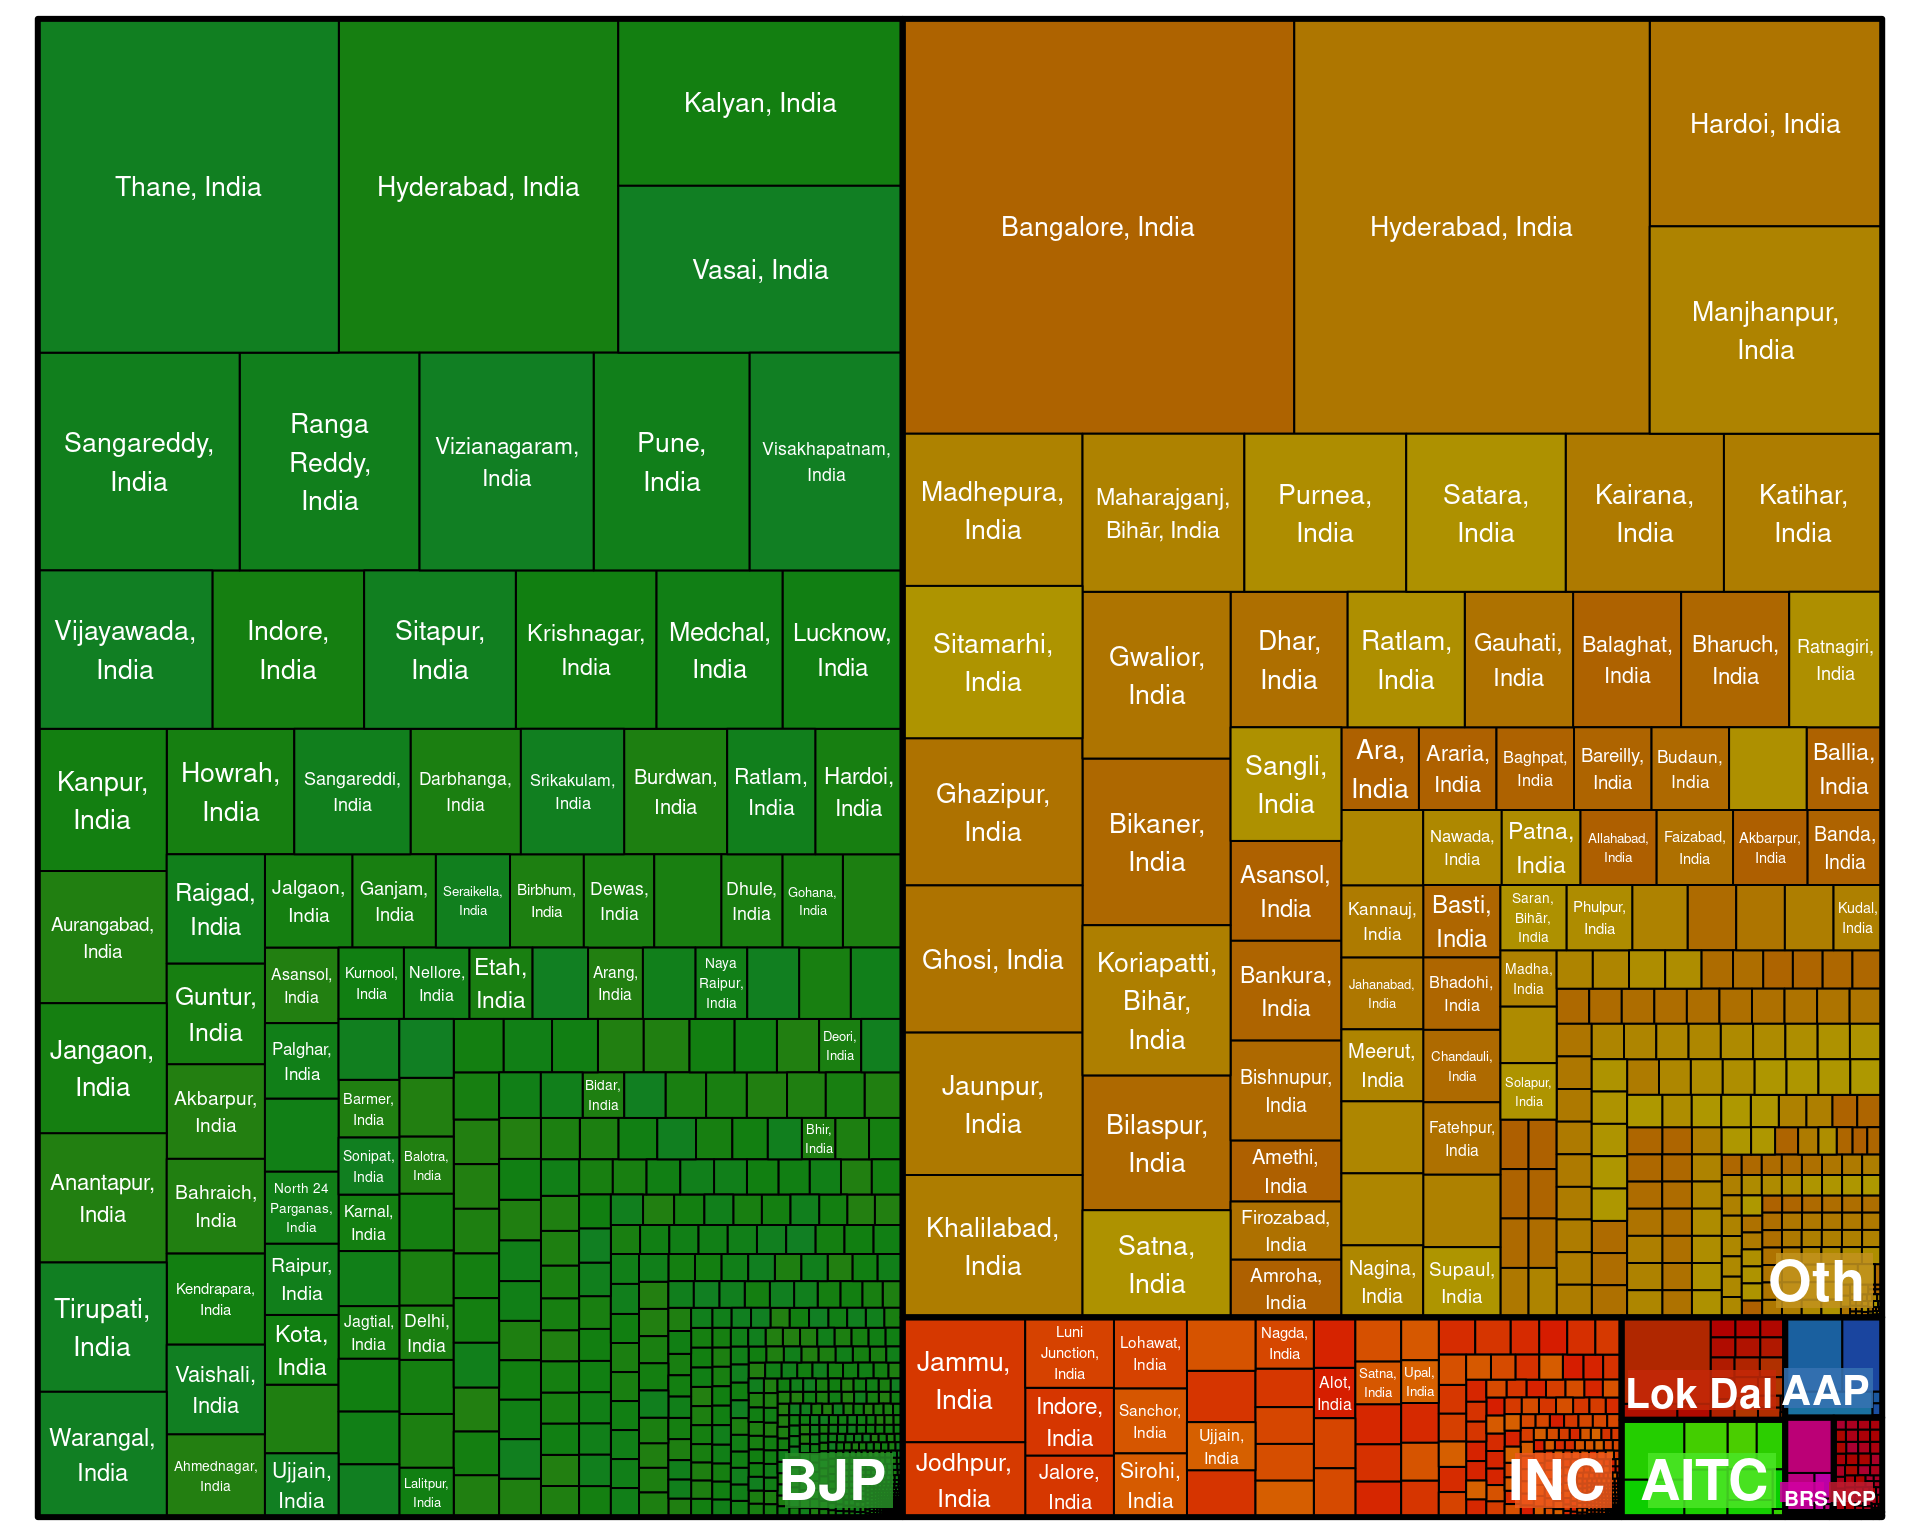 Thane, India
Hyderabad, India
Kalyan, India
Vasai, India
Sangareddy,
India
Ranga
Reddy,
India
Vizianagaram,
India
Pune,
India
Visakhapatnam,
India
Vijayawada,
India
Indore,
India
Sitapur,
India
Krishnagar,
India
Medchal,
India
Lucknow,
India
Kanpur,
India
Howrah,
India
Sangareddi,
India
Darbhanga,
India
Srikakulam,
India
Burdwan,
India
Ratlam,
India
Hardoi,
India
Aurangabad,
India
Raigad,
India
Jalgaon,
India
Ganjam,
India
Seraikella,
India
Birbhum,
India
Dewas,
India
Dhule,
India
Gohana,
India
Jangaon,
India
Guntur,
India
Asansol,
India
Kurnool,
India
Nellore,
India
Etah,
India
Arang,
India
Naya
Raipur,
India
Palghar,
India
Deori,
India
Anantapur,
India
Akbarpur,
India
Barmer,
India
Bidar,
India
Bhir,
India
Bahraich,
India
Sonipat,
India
Balotra,
India
North 24
Parganas,
India
Karnal,
India
Tirupati,
India
Kendrapara,
India
Raipur,
India
Jagtial,
India
Delhi,
India
Kota,
India
Vaishali,
India
Warangal,
India
Ahmednagar,
India
Ujjain,
India
Lalitpur,
India
BJP
Bangalore, India
Hyderabad, India
Hardoi, India
Manjhanpur,
India
Madhepura,
India
Maharajganj,
Bihār, India
Purnea,
India
Satara,
India
Kairana,
India
Katihar,
India
Sitamarhi,
India
Gwalior,
India
Dhar,
India
Ratlam,
India
Gauhati,
India
Balaghat,
India
Bharuch,
India
Ratnagiri,
India
Ghazipur,
India
Bikaner,
India
Sangli,
India
Ara,
India
Araria,
India
Baghpat,
India
Bareilly,
India
Budaun,
India
Ballia,
India
Nawada,
India
Patna,
India
Allahabad,
India
Faizabad,
India
Akbarpur,
India
Banda,
India
Ghosi, India
Koriapatti,
Bihār,
India
Asansol,
India
Kannauj,
India
Basti,
India
Saran,
Bihār,
India
Phulpur,
India
Kudal,
India
Bankura,
India
Jahanabad,
India
Bhadohi,
India
Madha,
India
Jaunpur,
India
Bilaspur,
India
Bishnupur,
India
Meerut,
India
Chandauli,
India
Solapur,
India
Fatehpur,
India
Amethi,
India
Khalilabad,
India
Satna,
India
Firozabad,
India
Amroha,
India
Nagina,
India
Supaul,
India
Oth
Jammu,
India
Luni
Junction,
India
Lohawat,
India
Nagda,
India
Alot,
India
Satna,
India
Upal,
India
Indore,
India
Sanchor,
India
Ujjain,
India
Jodhpur,
India
Jalore,
India
Sirohi,
India
INC
Lok Dal
AAP
AITC
BRS
NCP